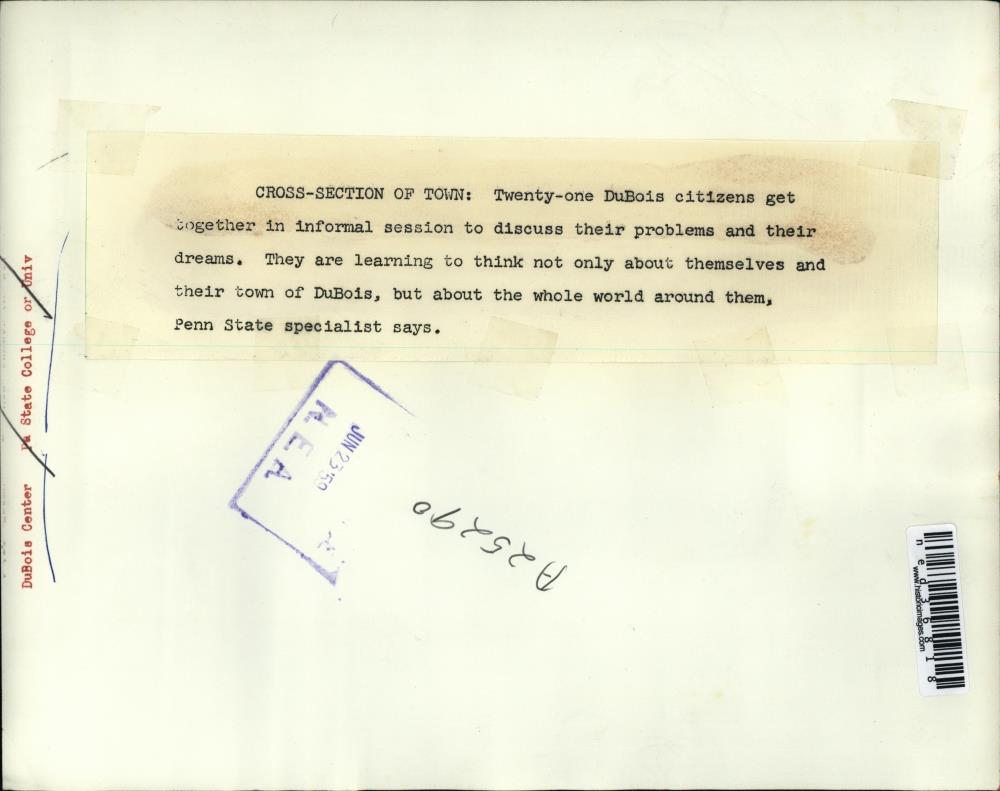 CROSS-SECTION OF TOWN: Twenty-one DuBois citizens get
together in informal session to discuss their problems and their
dreams. They are learning to think not only about themselves and
their town of DuBois, but about the whole world around them,
Penn State specialist says.
DuBois Center Pa State College or Univ
N.E.A
JUN 23 '50
A25290
ned36818
www.historicimages.com